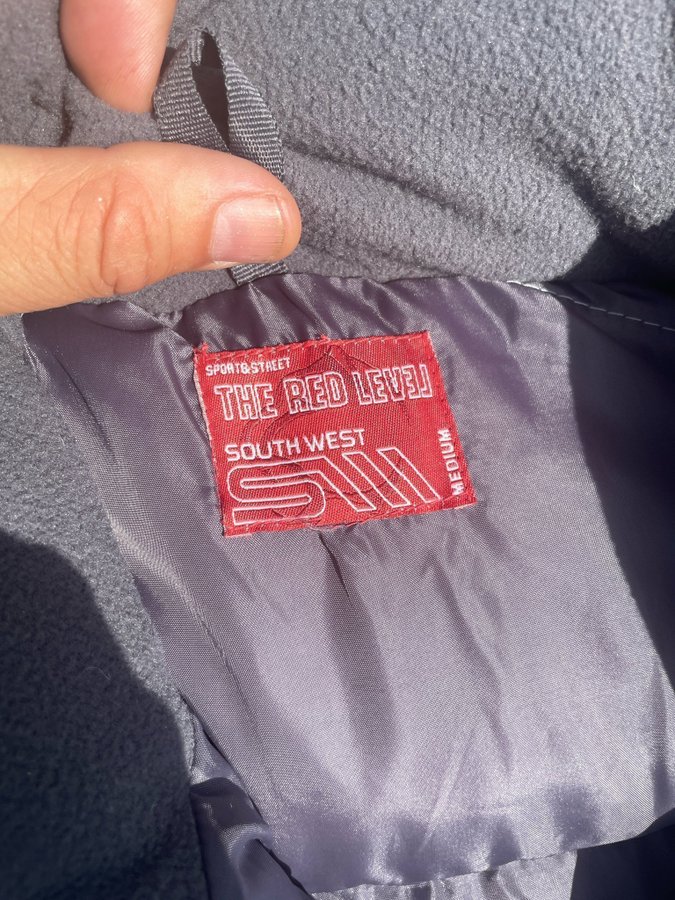 SPORT&STREET
THE RED LEVEL
SOUTH WEST
SW
MEDIUM